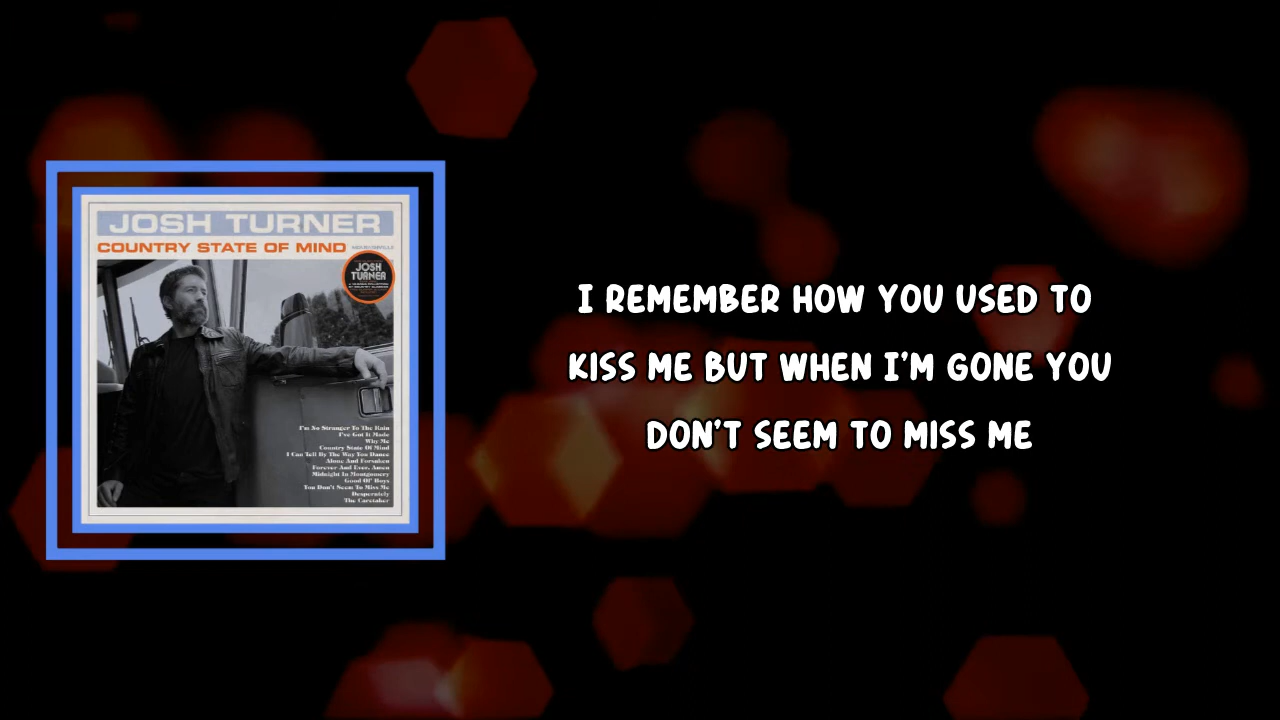 JOSH TURNER
COUNTRY STATE OF MIND
JOSH
TURNER
I'm No Stranger To The Rain
I've Got It Made
Why Me
Country State Of Mind
I Can Tell By The Way You Dance
Alone And Forsaken
Forever And Ever, Amen
Midnight In Montgomery
Good Ol' Boys
You Don't Seem To Miss Me
Desperately
The Caretaker
I REMEMBER HOW YOU USED TO
KISS ME BUT WHEN I'M GONE YOU
DON'T SEEM TO MISS ME